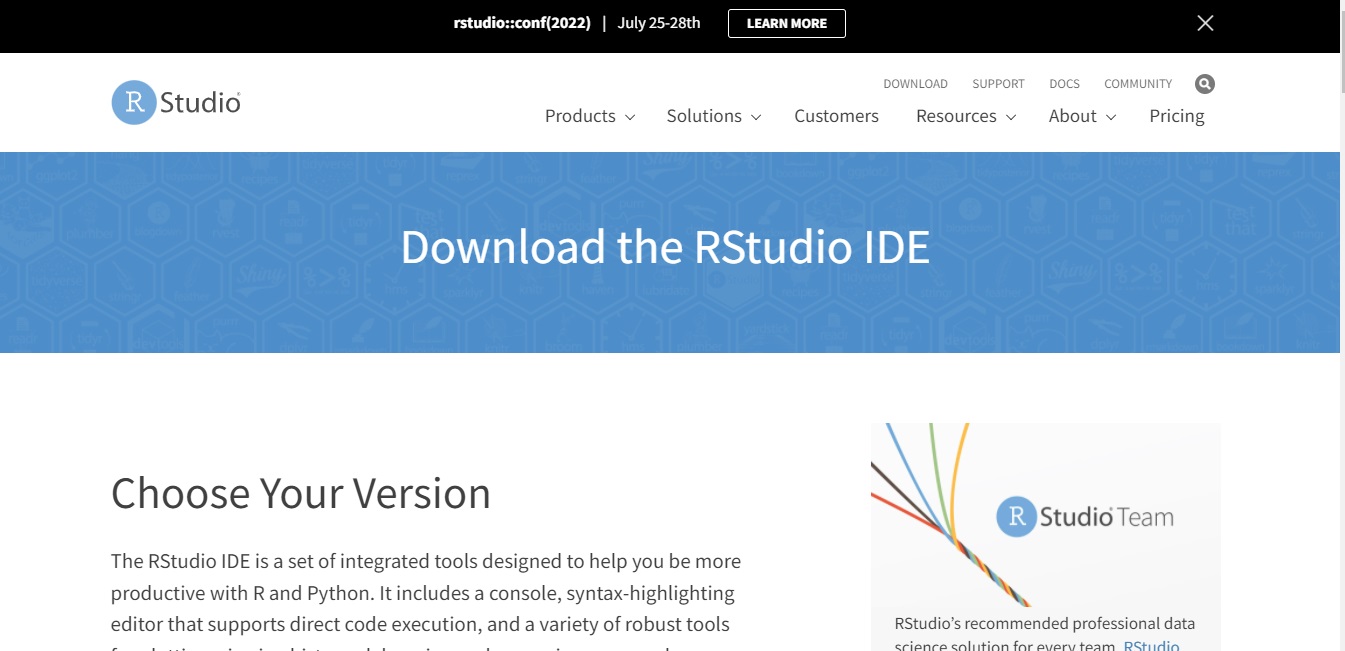 rstudio::conf(2022) | July 25-28th LEARN MORE
DOWNLOAD SUPPORT DOCS COMMUNITY
R Studio
Products Solutions Customers Resources About Pricing
Download the RStudio IDE
Choose Your Version
The RStudio IDE is a set of integrated tools designed to help you be more
productive with R and Python. It includes a console, syntax-highlighting
editor that supports direct code execution, and a variety of robust tools
R Studio Team
RStudio’s recommended professional data
science solution for every team. RStudio